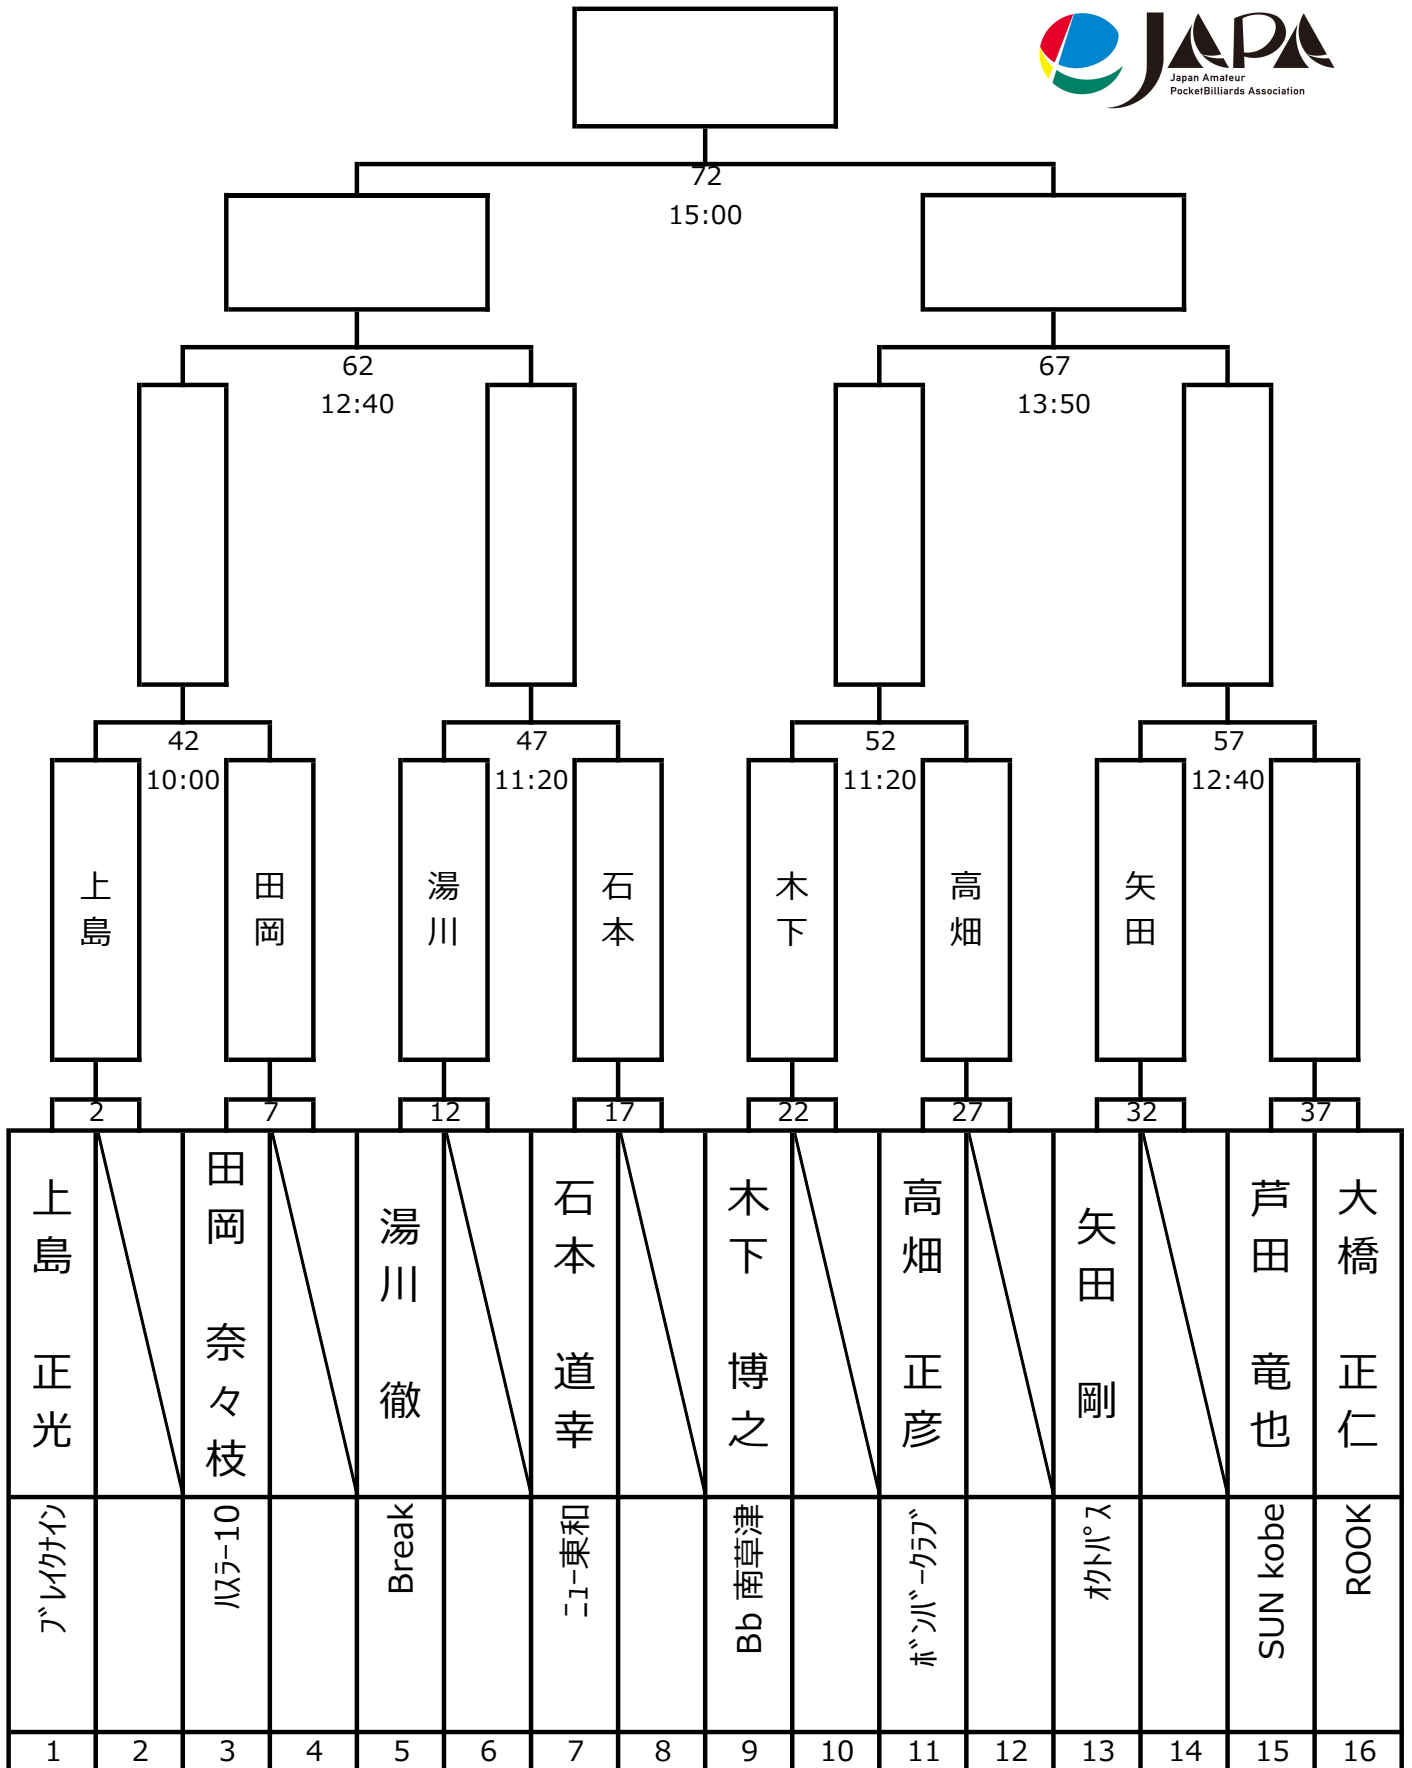 JAPA
Japan Amateur
PocketBilliards Association
72
15:00
62
12:40
67
13:50
42
10:00
47
11:20
52
11:20
57
12:40
上島
田岡
湯川
石本
木下
高畑
矢田
2
7
12
17
22
27
32
37
上島 正光
田岡 奈々枝
湯川 徹
石本 道幸
木下 博之
高畑 正彦
矢田 剛
芦田 竜也
大橋 正仁
ﾌﾞﾚｲｸﾅｲﾝ
ﾊｽﾗｰ10
Break
ﾆｭｰ東和
Bb 南草津
ﾎﾞﾝﾊﾞｰｸﾗﾌﾞ
ｵｸﾄﾊﾟｽ
SUN kobe
ROOK
1 2 3 4 5 6 7 8 9 10 11 12 13 14 15 16